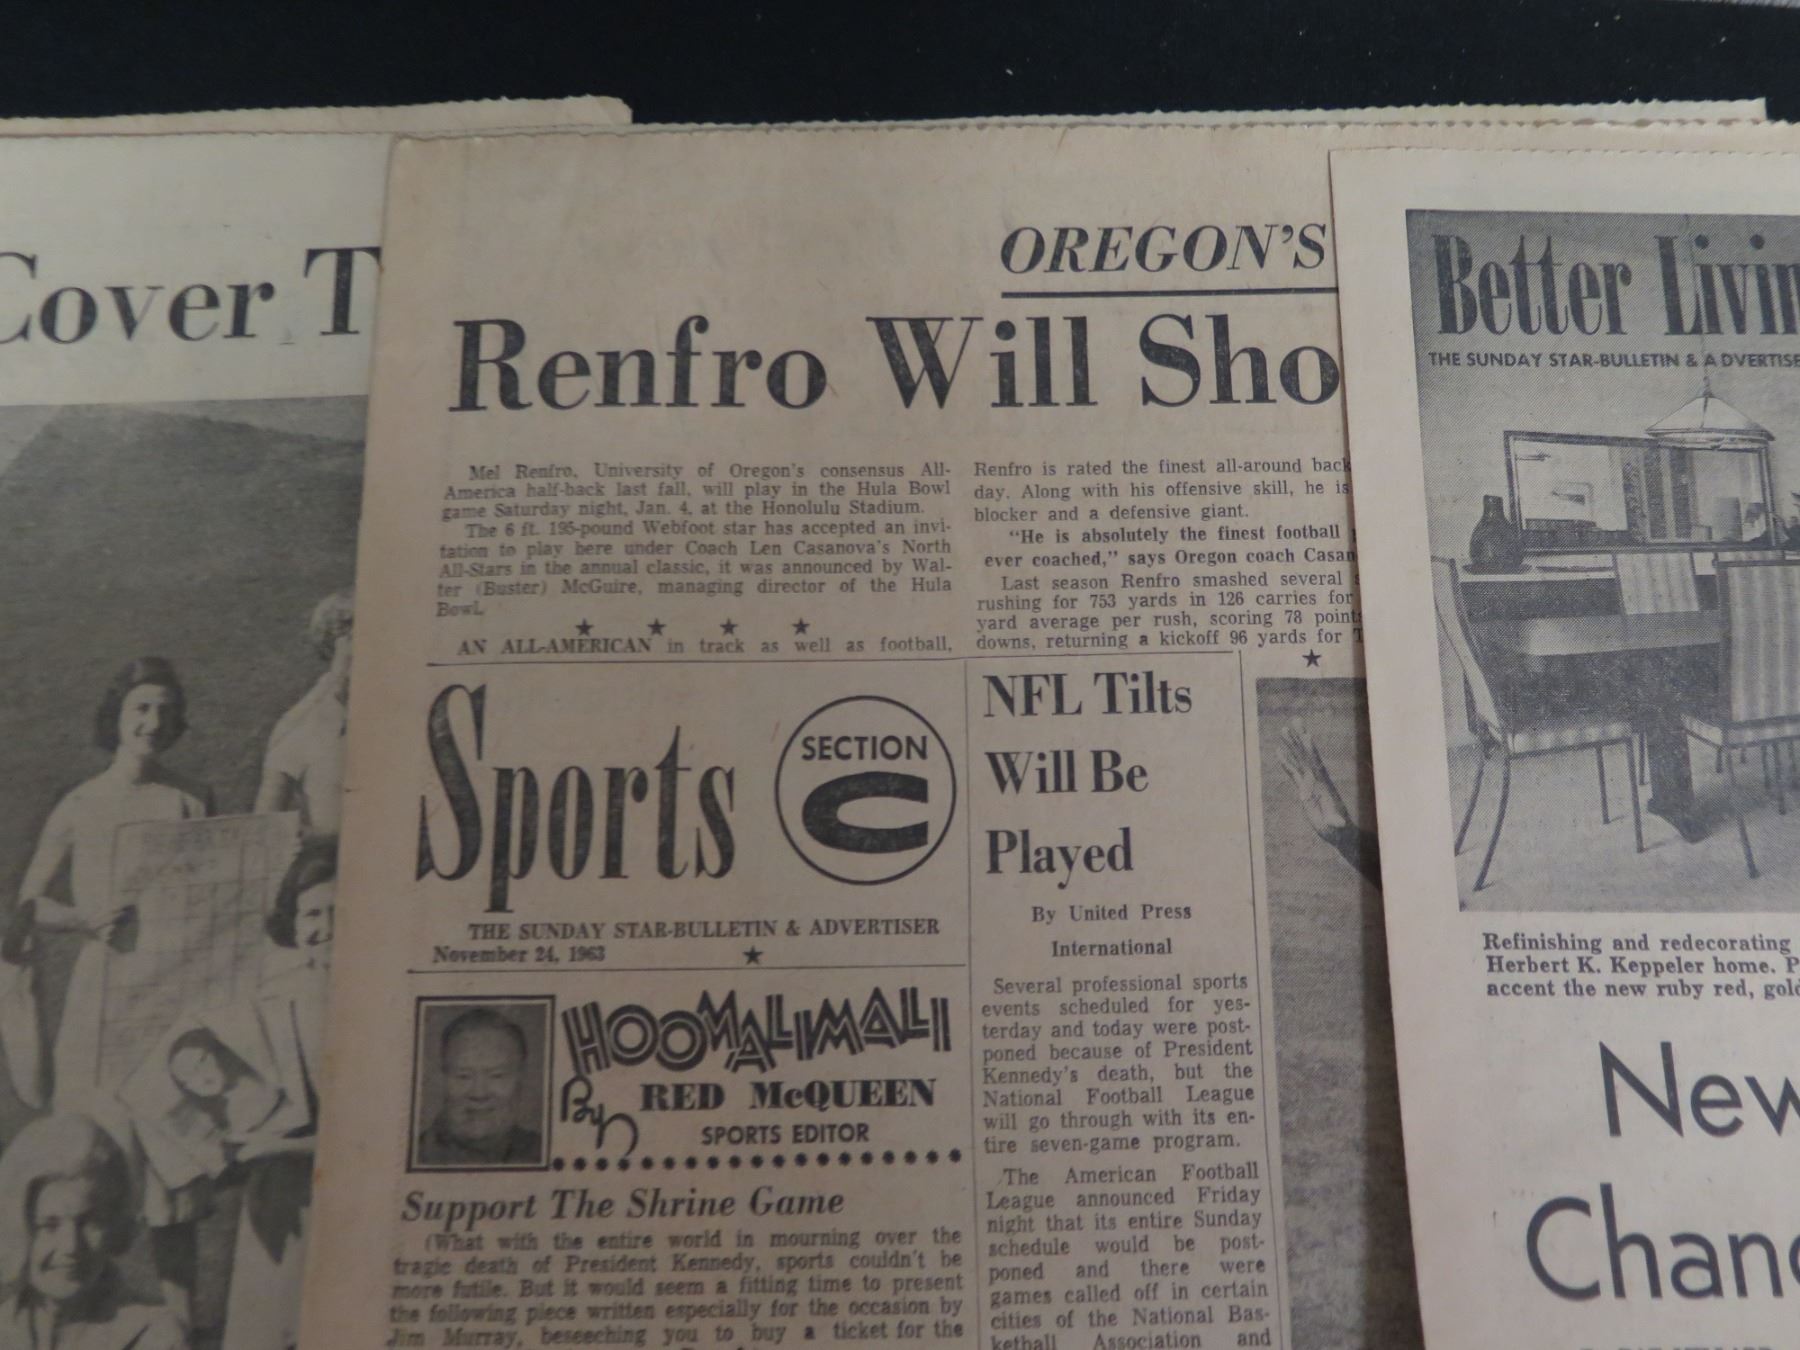 Cover T
OREGON'S
Renfro Will Sho
Mel Renfro, University of Oregon's consensus All-
America half-back last fall, will play in the Hula Bowl
game Saturday night, Jan. 4, at the Honolulu Stadium.
The 6 ft. 195-pound Webfoot star has accepted an invi-
tation to play here under Coach Len Casanova's North
All-Stars in the annual classic, it was announced by Wal-
ter (Buster) McGuire, managing director of the Hula
Bowl.
★ ★ ★ ★
AN ALL-AMERICAN in track as well as football,
Renfro is rated the finest all-around back
day. Along with his offensive skill, he is
blocker and a defensive giant.
"He is absolutely the finest football
ever coached," says Oregon coach Casan
Last season Renfro smashed several
rushing for 753 yards in 126 carries for
yard average per rush, scoring 78 point
downs, returning a kickoff 96 yards for T
★
Sports
SECTION
C
THE SUNDAY STAR-BULLETIN & ADVERTISER
November 24, 1963 ★
HOOMALIMALI
By RED McQUEEN
SPORTS EDITOR
Support The Shrine Game
(What with the entire world in mourning over the
tragic death of President Kennedy, sports couldn't be
more futile. But it would seem a fitting time to present
the following piece written especially for the occasion by
Jim Murray, beseeching you to buy a ticket for the
NFL Tilts
Will Be
Played
By United Press
International
Several professional sports
events scheduled for yes-
terday and today were post-
poned because of President
Kennedy's death, but the
National Football League
will go through with its en-
tire seven-game program.
The American Football
League announced Friday
night that its entire Sunday
schedule would be post-
poned and there were
games called off in certain
cities of the National Bas-
ketball Association and
Better Livin
THE SUNDAY STAR-BULLETIN & ADVERTISE
Refinishing and redecorating
Herbert K. Keppeler home. P
accent the new ruby red, gold
New
Chang